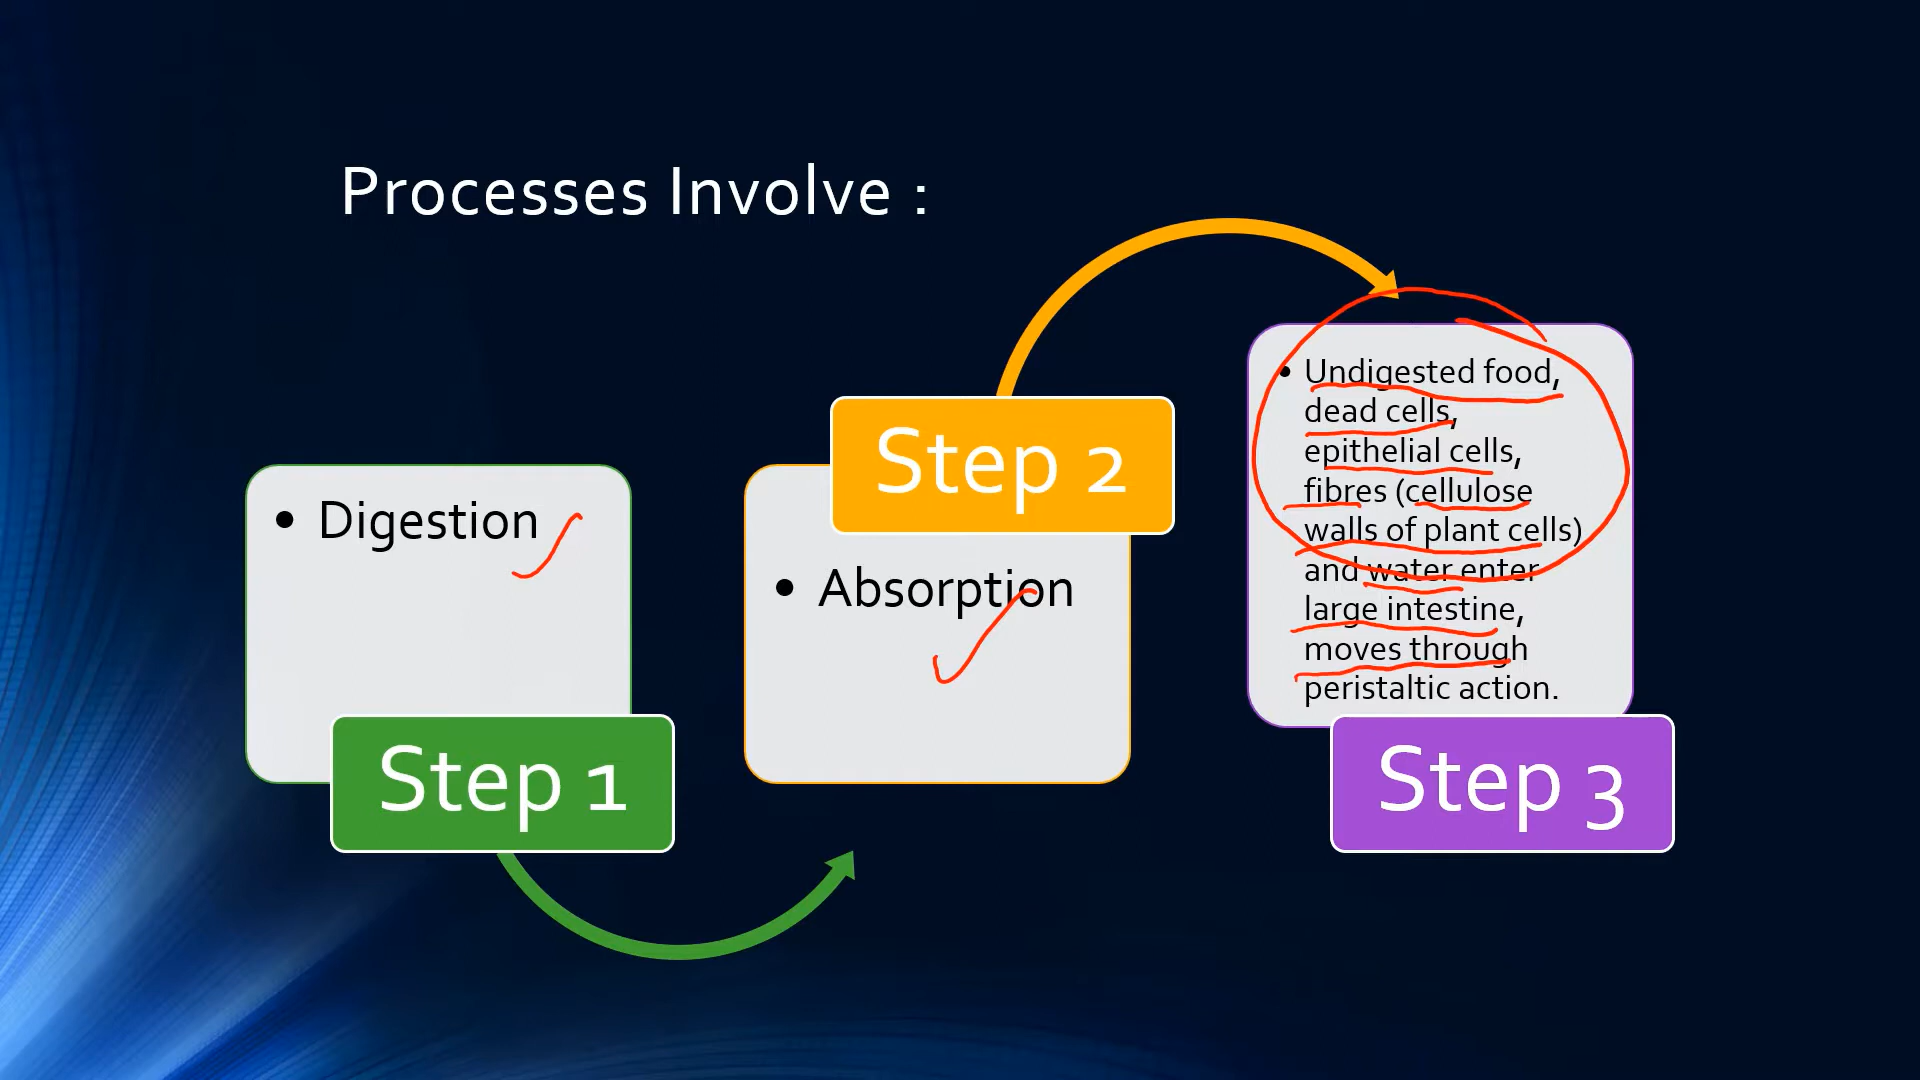 Processes Involve :
• Digestion
Step 1
Step 2
• Absorption
• Undigested food,
dead cells,
epithelial cells,
fibres (cellulose
walls of plant cells)
and water enter
large intestine,
moves through
peristaltic action.
Step 3